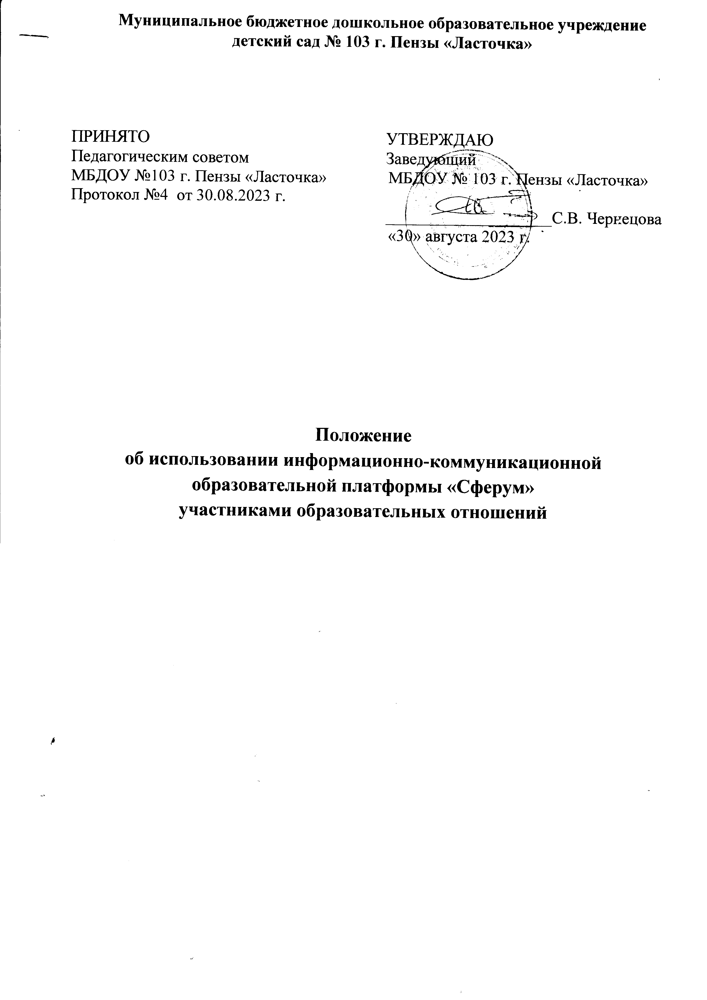 Муниципальное бюджетное дошкольное образовательное учреждение
детский сад № 103 г. Пензы «Ласточка»
ПРИНЯТО
Педагогическим советом
МБДОУ №103 г. Пензы «Ласточка»
Протокол №4 от 30.08.2023 г.
УТВЕРЖДАЮ
Заведующий
МБДОУ № 103 г. Пензы «Ласточка»
С.В. Чернецова
«30» августа 2023 г.
Положение
об использовании информационно-коммуникационной
образовательной платформы «Сферум»
участниками образовательных отношений